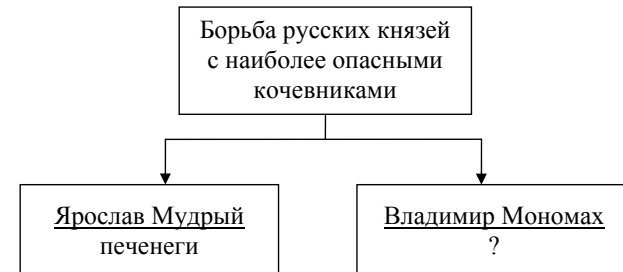 Борьба русских князей
с наиболее опасными
кочевниками
Ярослав Мудрый
печенеги
Владимир Мономах
?